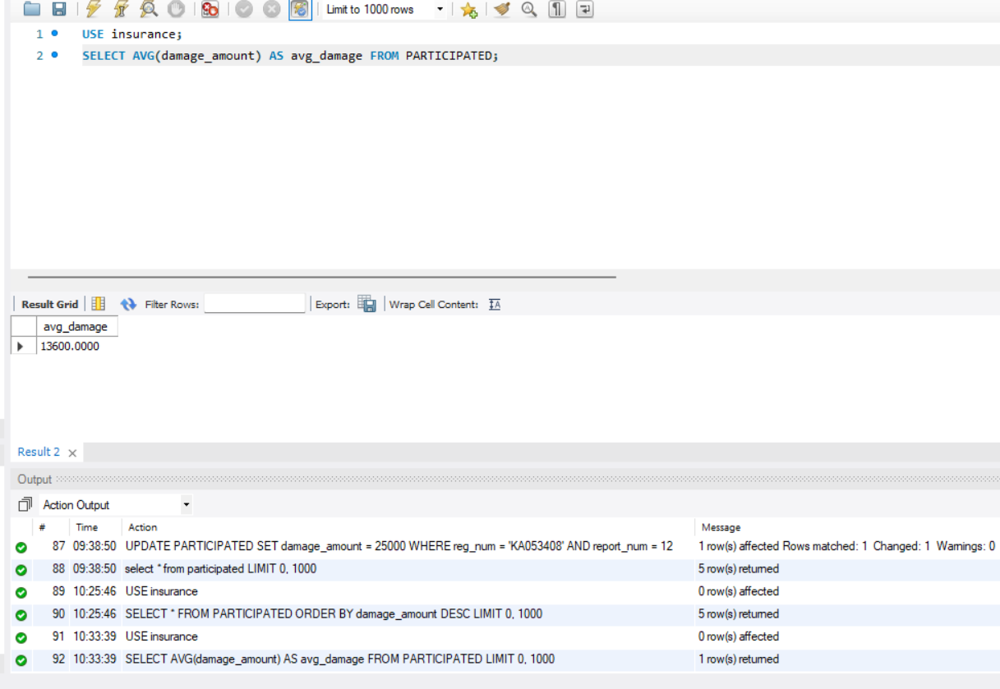 Limit to 1000 rows
1 USE insurance;
2 SELECT AVG(damage_amount) AS avg_damage FROM PARTICIPATED;
Result Grid Filter Rows: Export: Wrap Cell Content:
avg_damage
13600.0000
Result 2
Output
Action Output
# Time Action Message
87 09:38:50 UPDATE PARTICIPATED SET damage_amount = 25000 WHERE reg_num = 'KA053408' AND report_num = 12 1 row(s) affected Rows matched: 1 Changed: 1 Warnings: 0
88 09:38:50 select * from participated LIMIT 0, 1000 5 row(s) returned
89 10:25:46 USE insurance 0 row(s) affected
90 10:25:46 SELECT * FROM PARTICIPATED ORDER BY damage_amount DESC LIMIT 0, 1000 5 row(s) returned
91 10:33:39 USE insurance 0 row(s) affected
92 10:33:39 SELECT AVG(damage_amount) AS avg_damage FROM PARTICIPATED LIMIT 0, 1000 1 row(s) returned